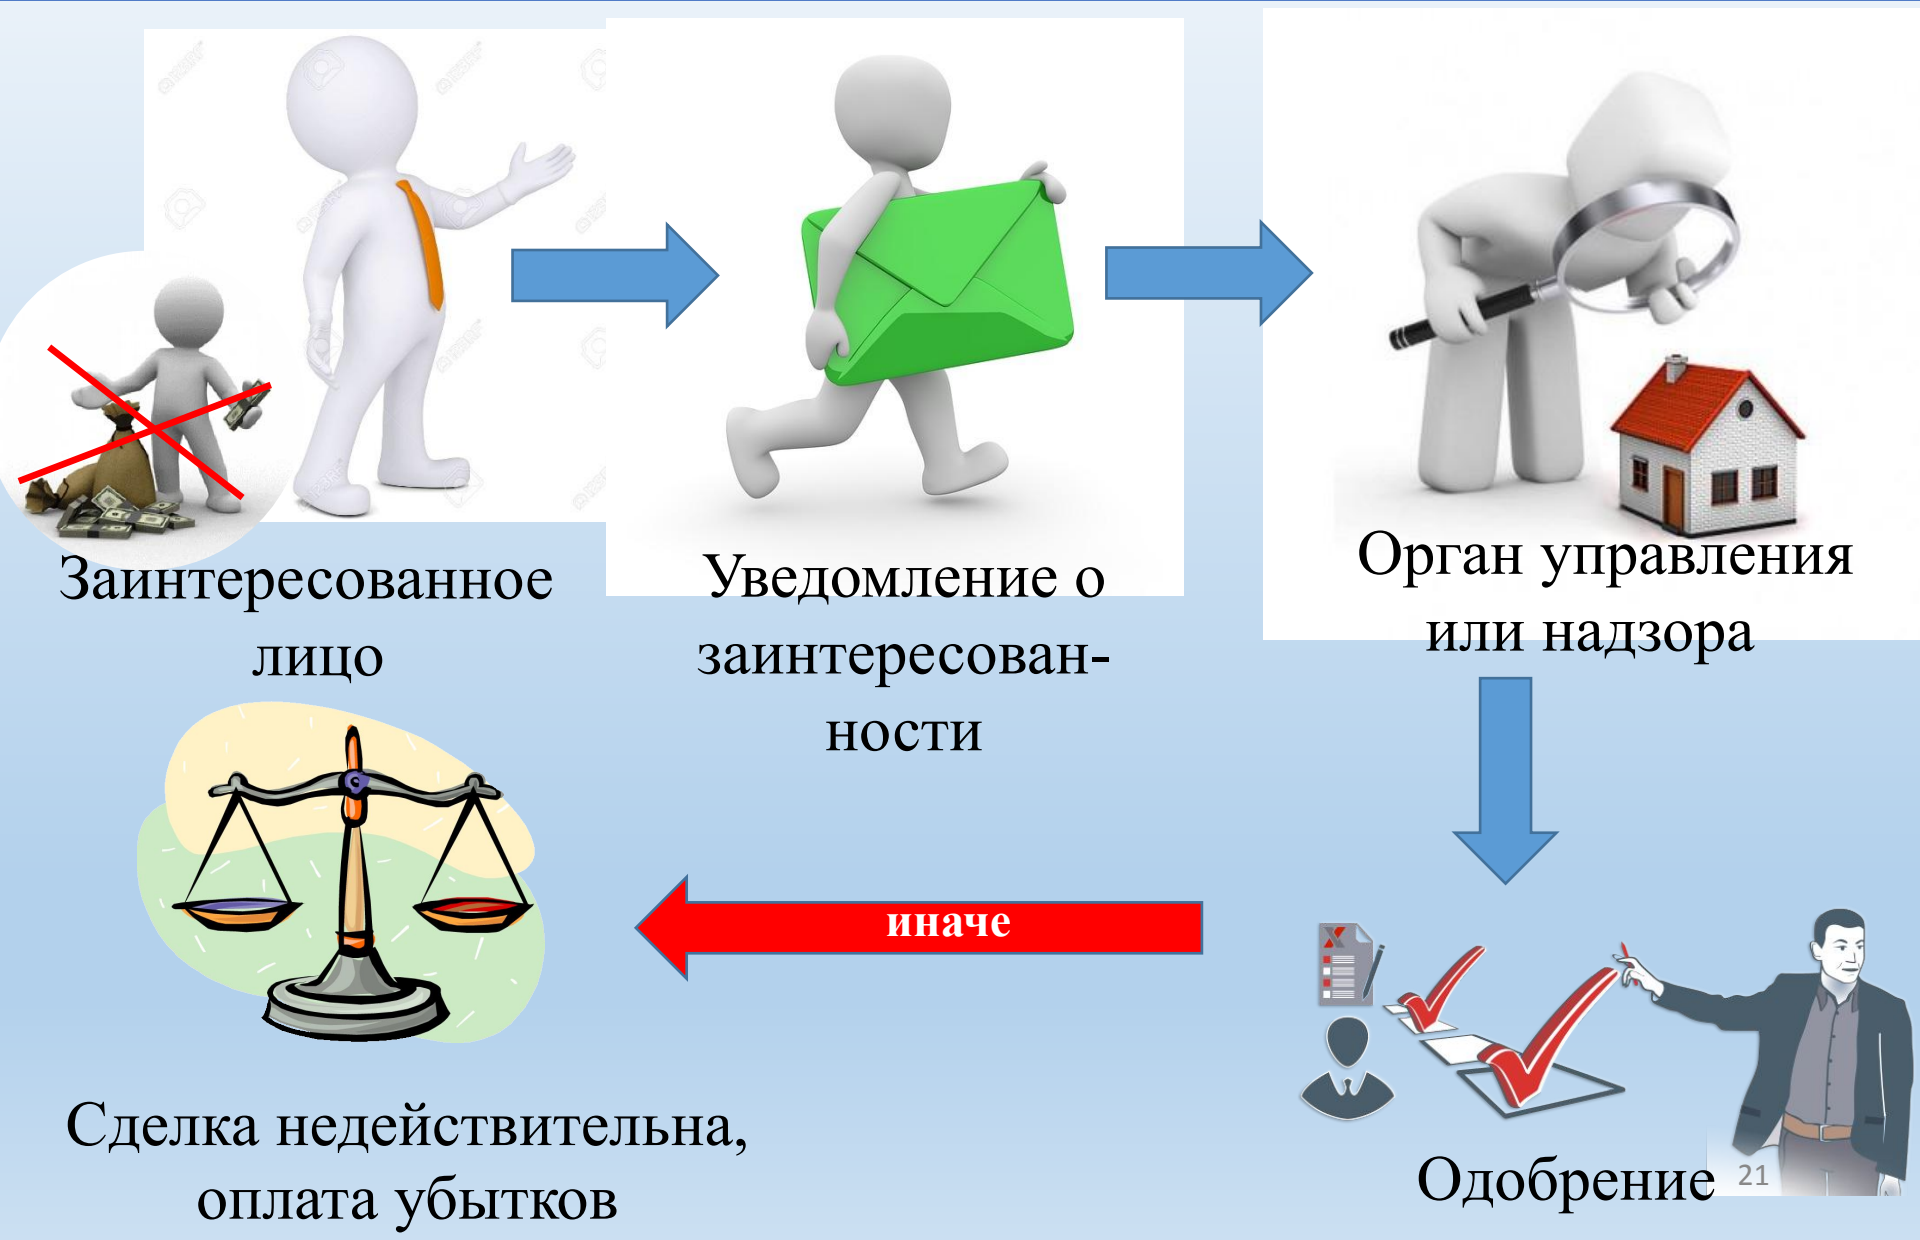 Заинтересованное
лицо
Уведомление о
заинтересован-
ности
Орган управления
или надзора
иначе
Сделка недействительна,
оплата убытков
Одобрение
21